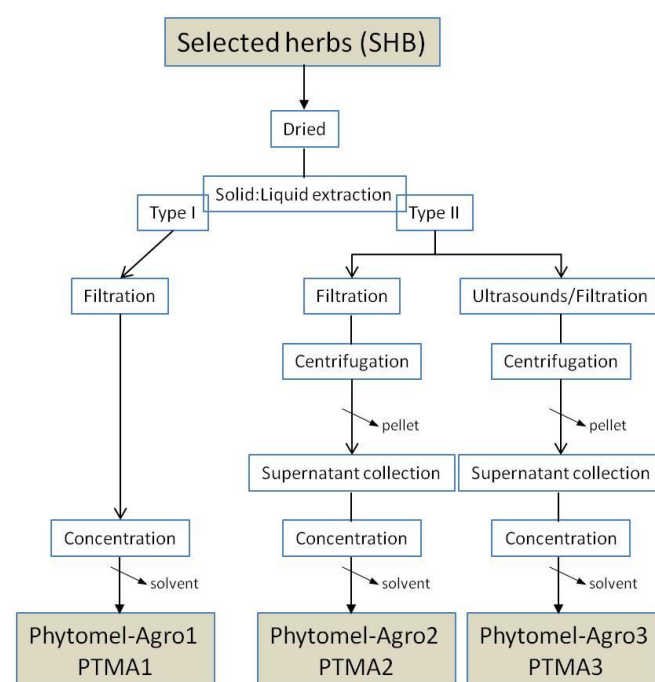 Selected herbs (SHB)
Dried
Solid:Liquid extraction
Type I
Type II
Filtration
Filtration
Ultrasounds/Filtration
Centrifugation
Centrifugation
pellet
pellet
Supernatant collection
Supernatant collection
Concentration
Concentration
Concentration
solvent
solvent
solvent
Phytomel-Agro1
PTMA1
Phytomel-Agro2
PTMA2
Phytomel-Agro3
PTMA3